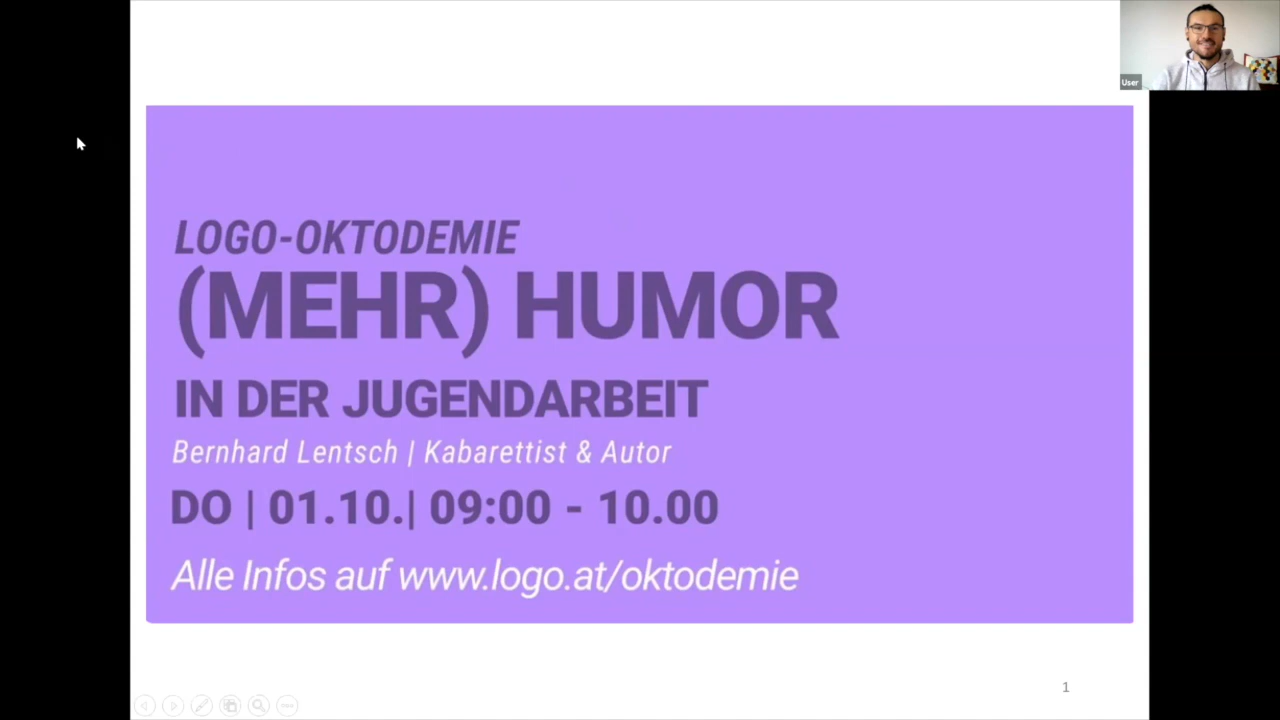 User
LOGO-OKTODEMIE
(MEHR) HUMOR
IN DER JUGENDARBEIT
Bernhard Lentsch | Kabarettist & Autor
DO | 01.10.| 09:00 - 10.00
Alle Infos auf www.logo.at/oktodemie
1